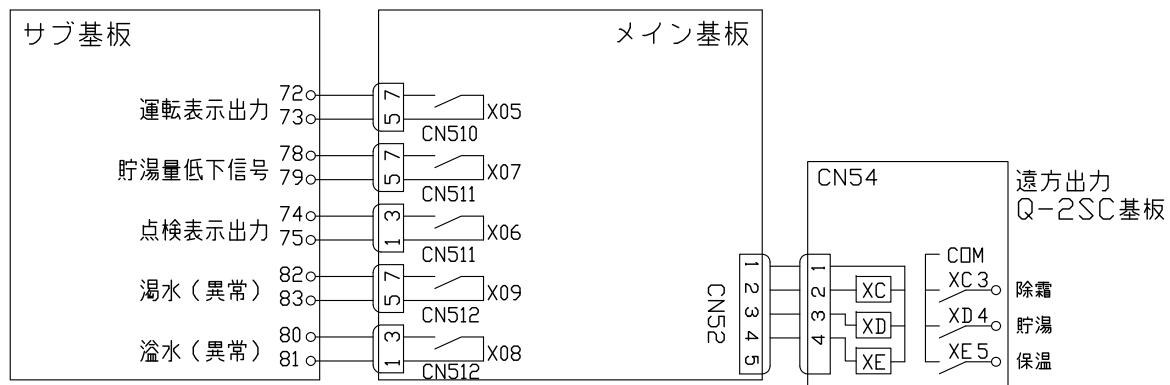 サブ基板
メイン基板
運転表示出力
72
73
7
5
X05
CN510
貯湯量低下信号
78
79
7
5
X07
CN511
点検表示出力
74
75
3
1
X06
CN511
渇水（異常）
82
83
7
5
X09
CN512
溢水（異常）
80
81
3
1
X08
CN512
CN52
1
2
3
4
5
CN54
1
2
3
4
XC
XD
XE
COM
XC 3
除霜
XD 4
貯湯
XE 5
保温
遠方出力
Q-2SC基板